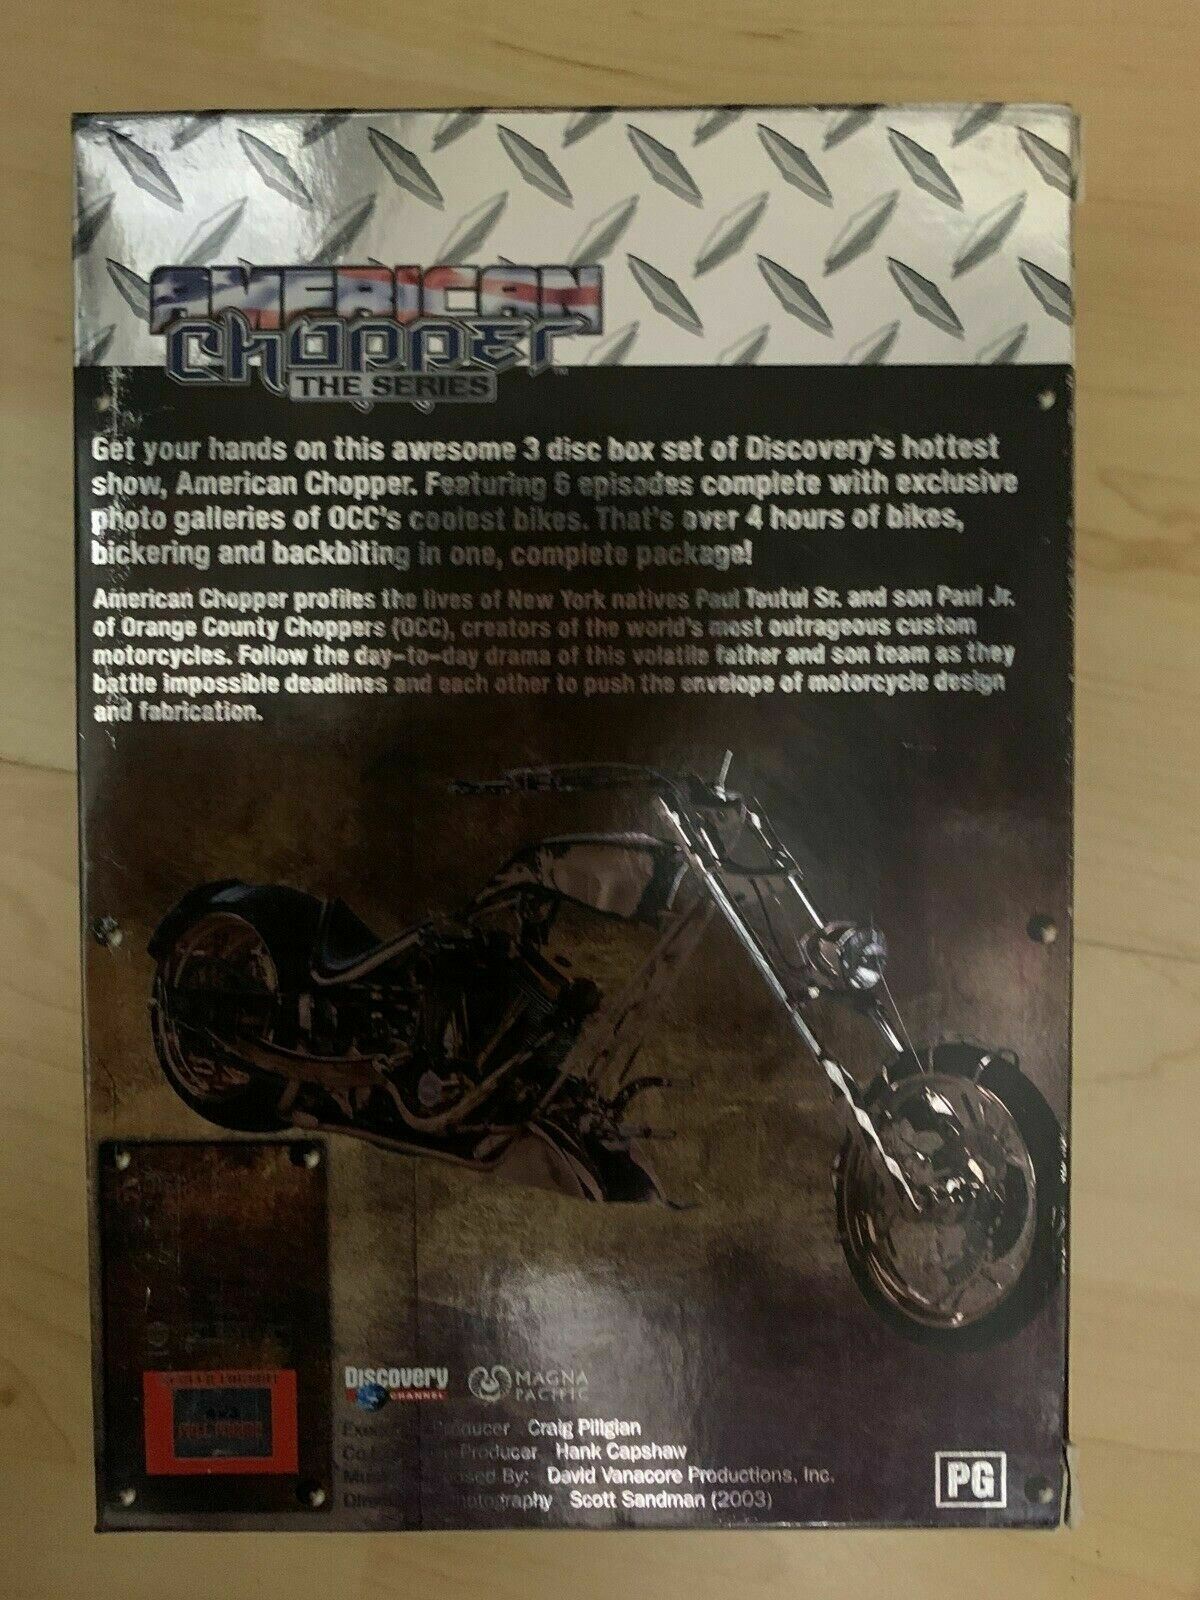 AMERICAN
Chopper
THE SERIES
Get your hands on this awesome 3 disc box set of Discovery's hottest
show, American Chopper. Featuring 6 episodes complete with exclusive
photo galleries of OCC's coolest bikes. That's over 4 hours of bikes,
bickering and backbiting in one, complete package!
American Chopper profiles the lives of New York natives Paul Teutul Sr. and son Paul Jr.
of Orange County Choppers (OCC), creators of the world's most outrageous custom
motorcycles. Follow the day-to-day drama of this volatile father and son team as they
battle impossible deadlines and each other to push the envelope of motorcycle design
and fabrication.
Discovery
CHANNEL
MAGNA
PACIFIC
4x3
FULL FRAME
Producer Craig Piligian
Producer Hank Capshaw
By: David Vanacore Productions, Inc.
Photography Scott Sandman (2003)
PG